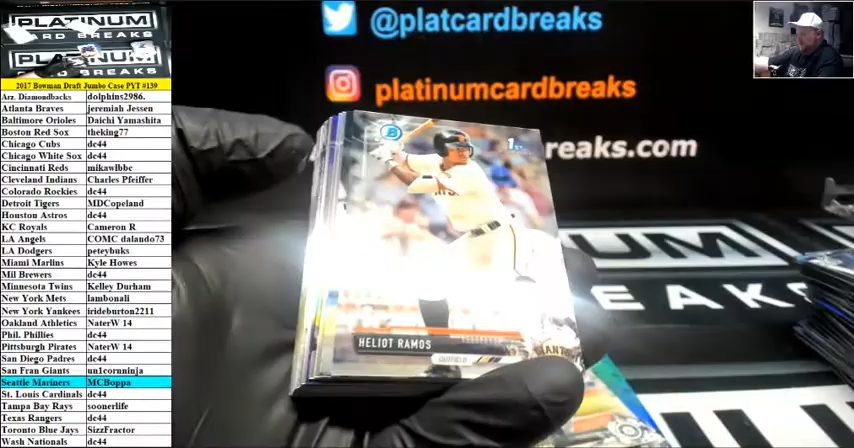 PLATINUM
CARD BREAKS
PLATINUM
CARD BREAKS
@platcardbreaks
platinumcardbreaks
reaks.com
2017 Bowman Draft Jumbo Case PYT #139
Arz. Diamondbacks dolphins2986.
Atlanta Braves jeremiah Jessen
Baltimore Orioles Daichi Yamashita
Boston Red Sox theking77
Chicago Cubs dc44
Chicago White Sox dc44
Cincinnati Reds mikawlbbc
Cleveland Indians Charles Pfeiffer
Colorado Rockies dc44
Detroit Tigers MDCopeland
Houston Astros dc44
KC Royals Cameron R
LA Angels COMC dalando73
LA Dodgers peteybuks
Miami Marlins Kyle Howes
Mil Brewers dc44
Minnesota Twins Kelley Durham
New York Mets lambonali
New York Yankees irideburton2211
Oakland Athletics NaterW 14
Phil. Phillies dc44
Pittsburgh Pirates NaterW 14
San Diego Padres dc44
San Fran Giants un1cornninja
Seattle Mariners MCBoppa
St. Louis Cardinals dc44
Tampa Bay Rays soonerlife
Texas Rangers dc44
Toronto Blue Jays SizzFractor
Wash Nationals dc44
B
1st
HELIOT RAMOS
OUTFIELD
GIANTS
NUM
EAK